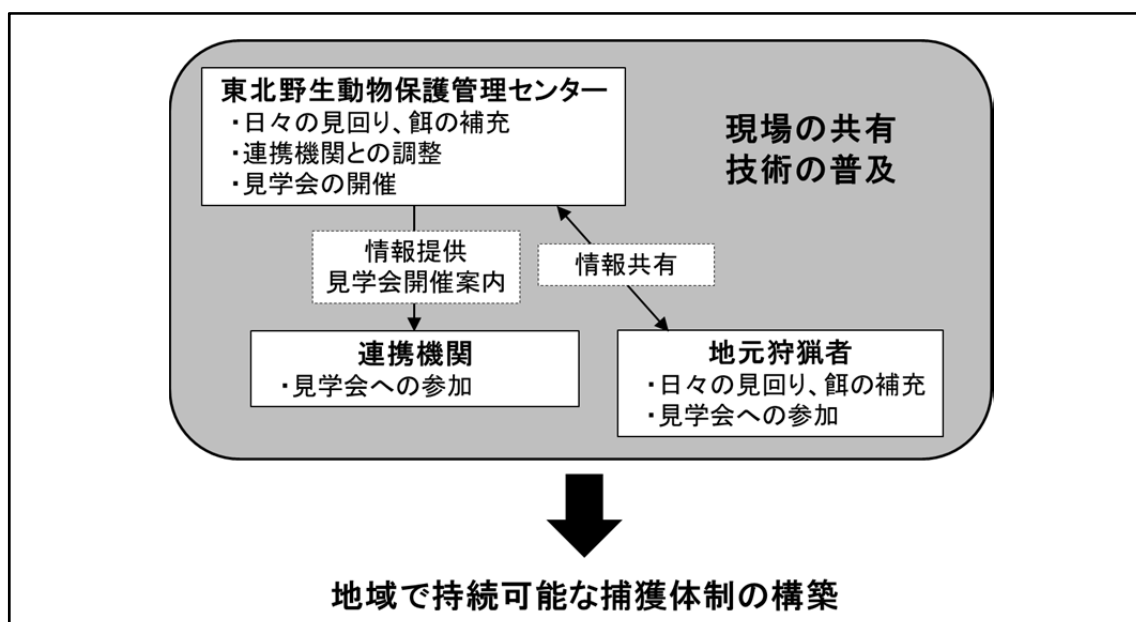 東北野生動物保護管理センター
・日々の見回り、餌の補充
・連携機関との調整
・見学会の開催
現場の共有
技術の普及
情報提供
見学会開催案内
情報共有
連携機関
・見学会への参加
地元狩猟者
・日々の見回り、餌の補充
・見学会への参加
地域で持続可能な捕獲体制の構築